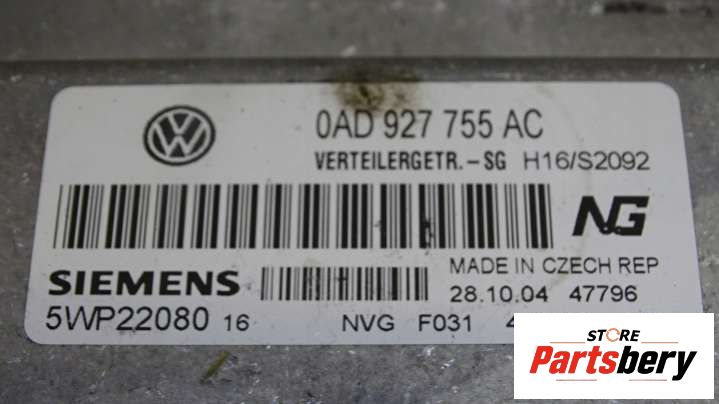 0AD 927 755 AC
VERTEILERGETR.-SG H16/S2092
NG
SIEMENS
MADE IN CZECH REP
28.10.04 47796
5WP22080 16 NVG F031
STORE
Partsbery